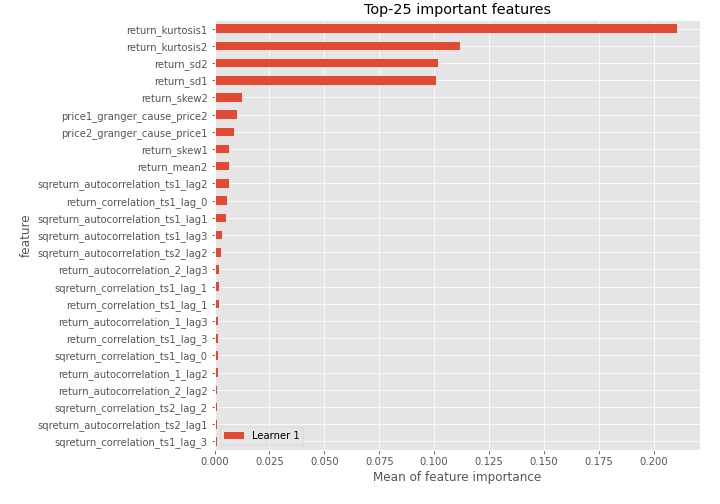 Top-25 important features
return_kurtosis1
return_kurtosis2
return_sd2
return_sd1
return_skew2
price1_granger_cause_price2
price2_granger_cause_price1
return_skew1
return_mean2
sqreturn_autocorrelation_ts1_lag2
return_correlation_ts1_lag_0
sqreturn_autocorrelation_ts1_lag1
sqreturn_autocorrelation_ts1_lag3
sqreturn_autocorrelation_ts2_lag2
return_autocorrelation_2_lag3
sqreturn_correlation_ts1_lag_1
return_correlation_ts1_lag_1
return_autocorrelation_1_lag3
return_correlation_ts1_lag_3
sqreturn_correlation_ts1_lag_0
return_autocorrelation_1_lag2
return_autocorrelation_2_lag2
sqreturn_correlation_ts2_lag_2
sqreturn_autocorrelation_ts2_lag1
sqreturn_correlation_ts1_lag_3
feature
Learner 1
0.000 0.025 0.050 0.075 0.100 0.125 0.150 0.175 0.200
Mean of feature importance